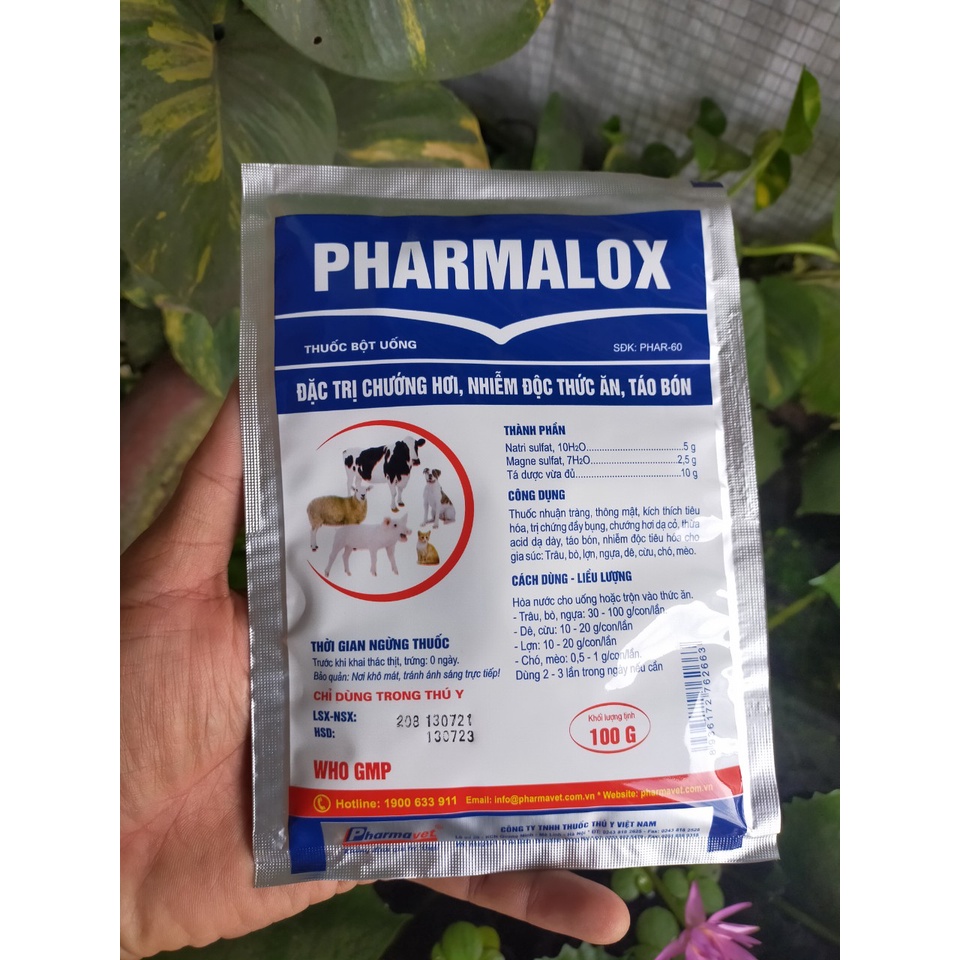 PHARMALOX
THUỐC BỘT UỐNG
SĐK: PHAR-60
ĐẶC TRỊ CHƯỚNG HƠI, NHIỄM ĐỘC THỨC ĂN, TÁO BÓN
THÀNH PHẦN
Natri sulfat, 10H₂O....................................5 g
Magne sulfat, 7H₂O.............................2,5 g
Tá dược vừa đủ....................................10 g
CÔNG DỤNG
Thuốc nhuận tràng, thông mật, kích thích tiêu
hóa, trị chứng đầy bụng, chướng hơi dạ cỏ, thừa
acid dạ dày, táo bón, nhiễm độc tiêu hóa cho
gia súc: Trâu, bò, lợn, ngựa, dê, cừu, chó, mèo.
CÁCH DÙNG - LIỀU LƯỢNG
Hòa nước cho uống hoặc trộn vào thức ăn.
- Trâu, bò, ngựa: 30 - 100 g/con/lần
- Dê, cừu: 10 - 20 g/con/lần
- Lợn: 10 - 20 g/con/lần
- Chó, mèo: 0,5 - 1 g/con/lần.
Dùng 2 - 3 lần trong ngày nếu cần
THỜI GIAN NGỪNG THUỐC
Trước khi khai thác thịt, trứng: 0 ngày.
Bảo quản: Nơi khô mát, tránh ánh sáng trực tiếp!
CHỈ DÙNG TRONG THÚ Y
LSX-NSX: 208 130721
HSD: 130723
Khối lượng tịnh
100 G
WHO GMP
Hotline: 1900 633 911 Email: info@pharmavet.com.vn * Website: pharmavet.com.vn
Pharmavet
CÔNG TY TNHH THUỐC THÚ Y VIỆT NAM